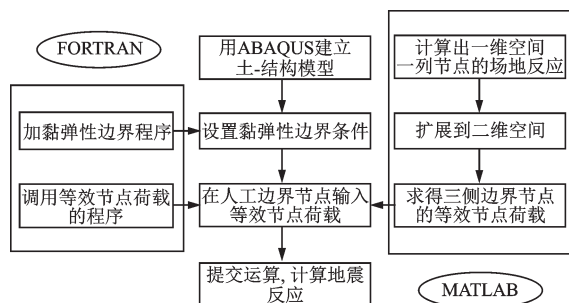 FORTRAN
加黏弹性边界程序
调用等效节点荷载
的程序
用ABAQUS建立
土-结构模型
设置黏弹性边界条件
在人工边界节点输入
等效节点荷载
提交运算, 计算地震
反应
计算出一维空间
一列节点的场地反应
扩展到二维空间
求得三侧边界节点
的等效节点荷载
MATLAB